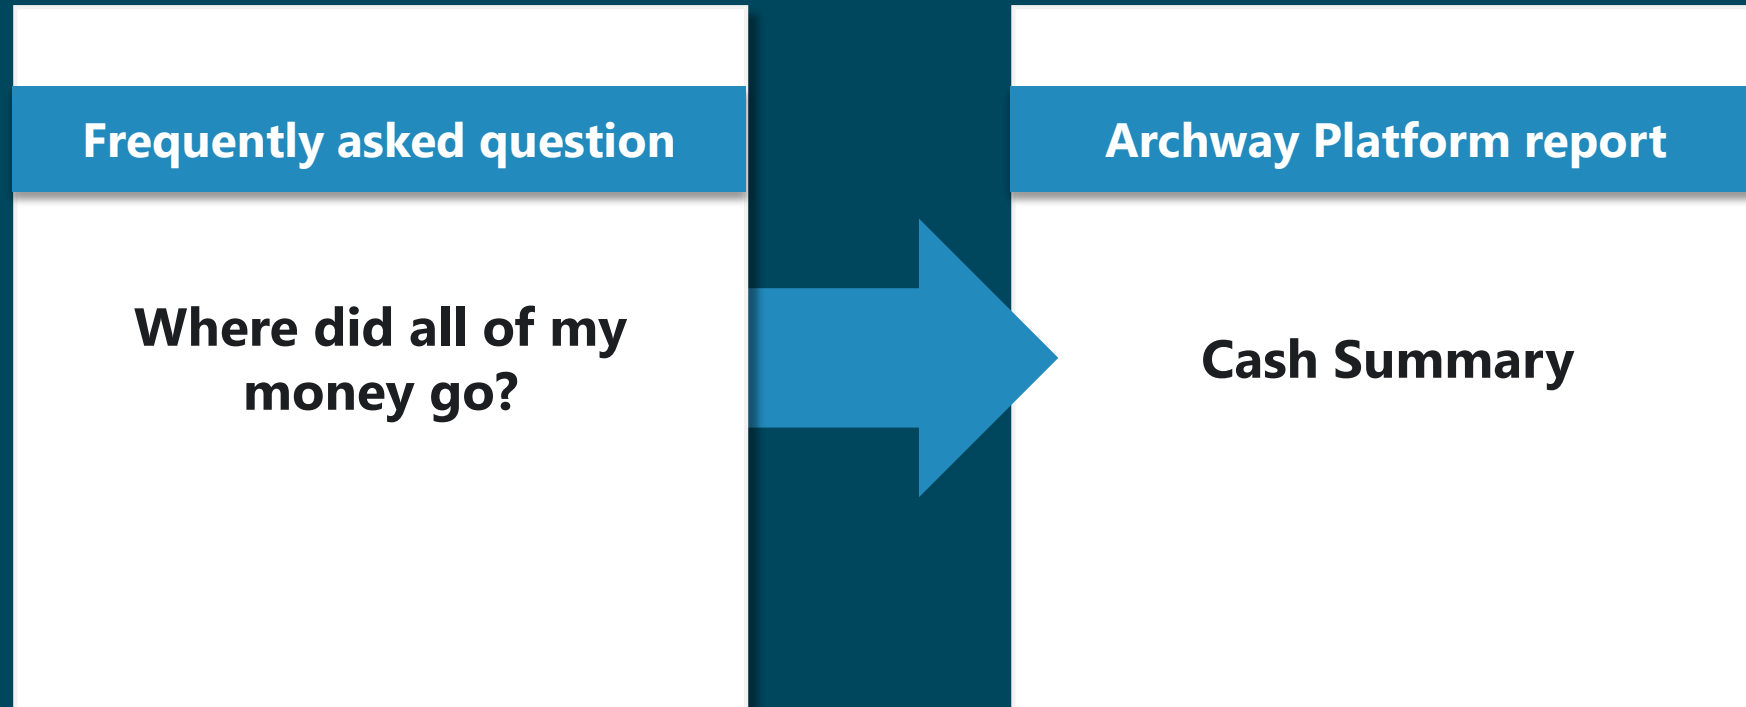 Frequently asked question
Where did all of my
money go?
Archway Platform report
Cash Summary